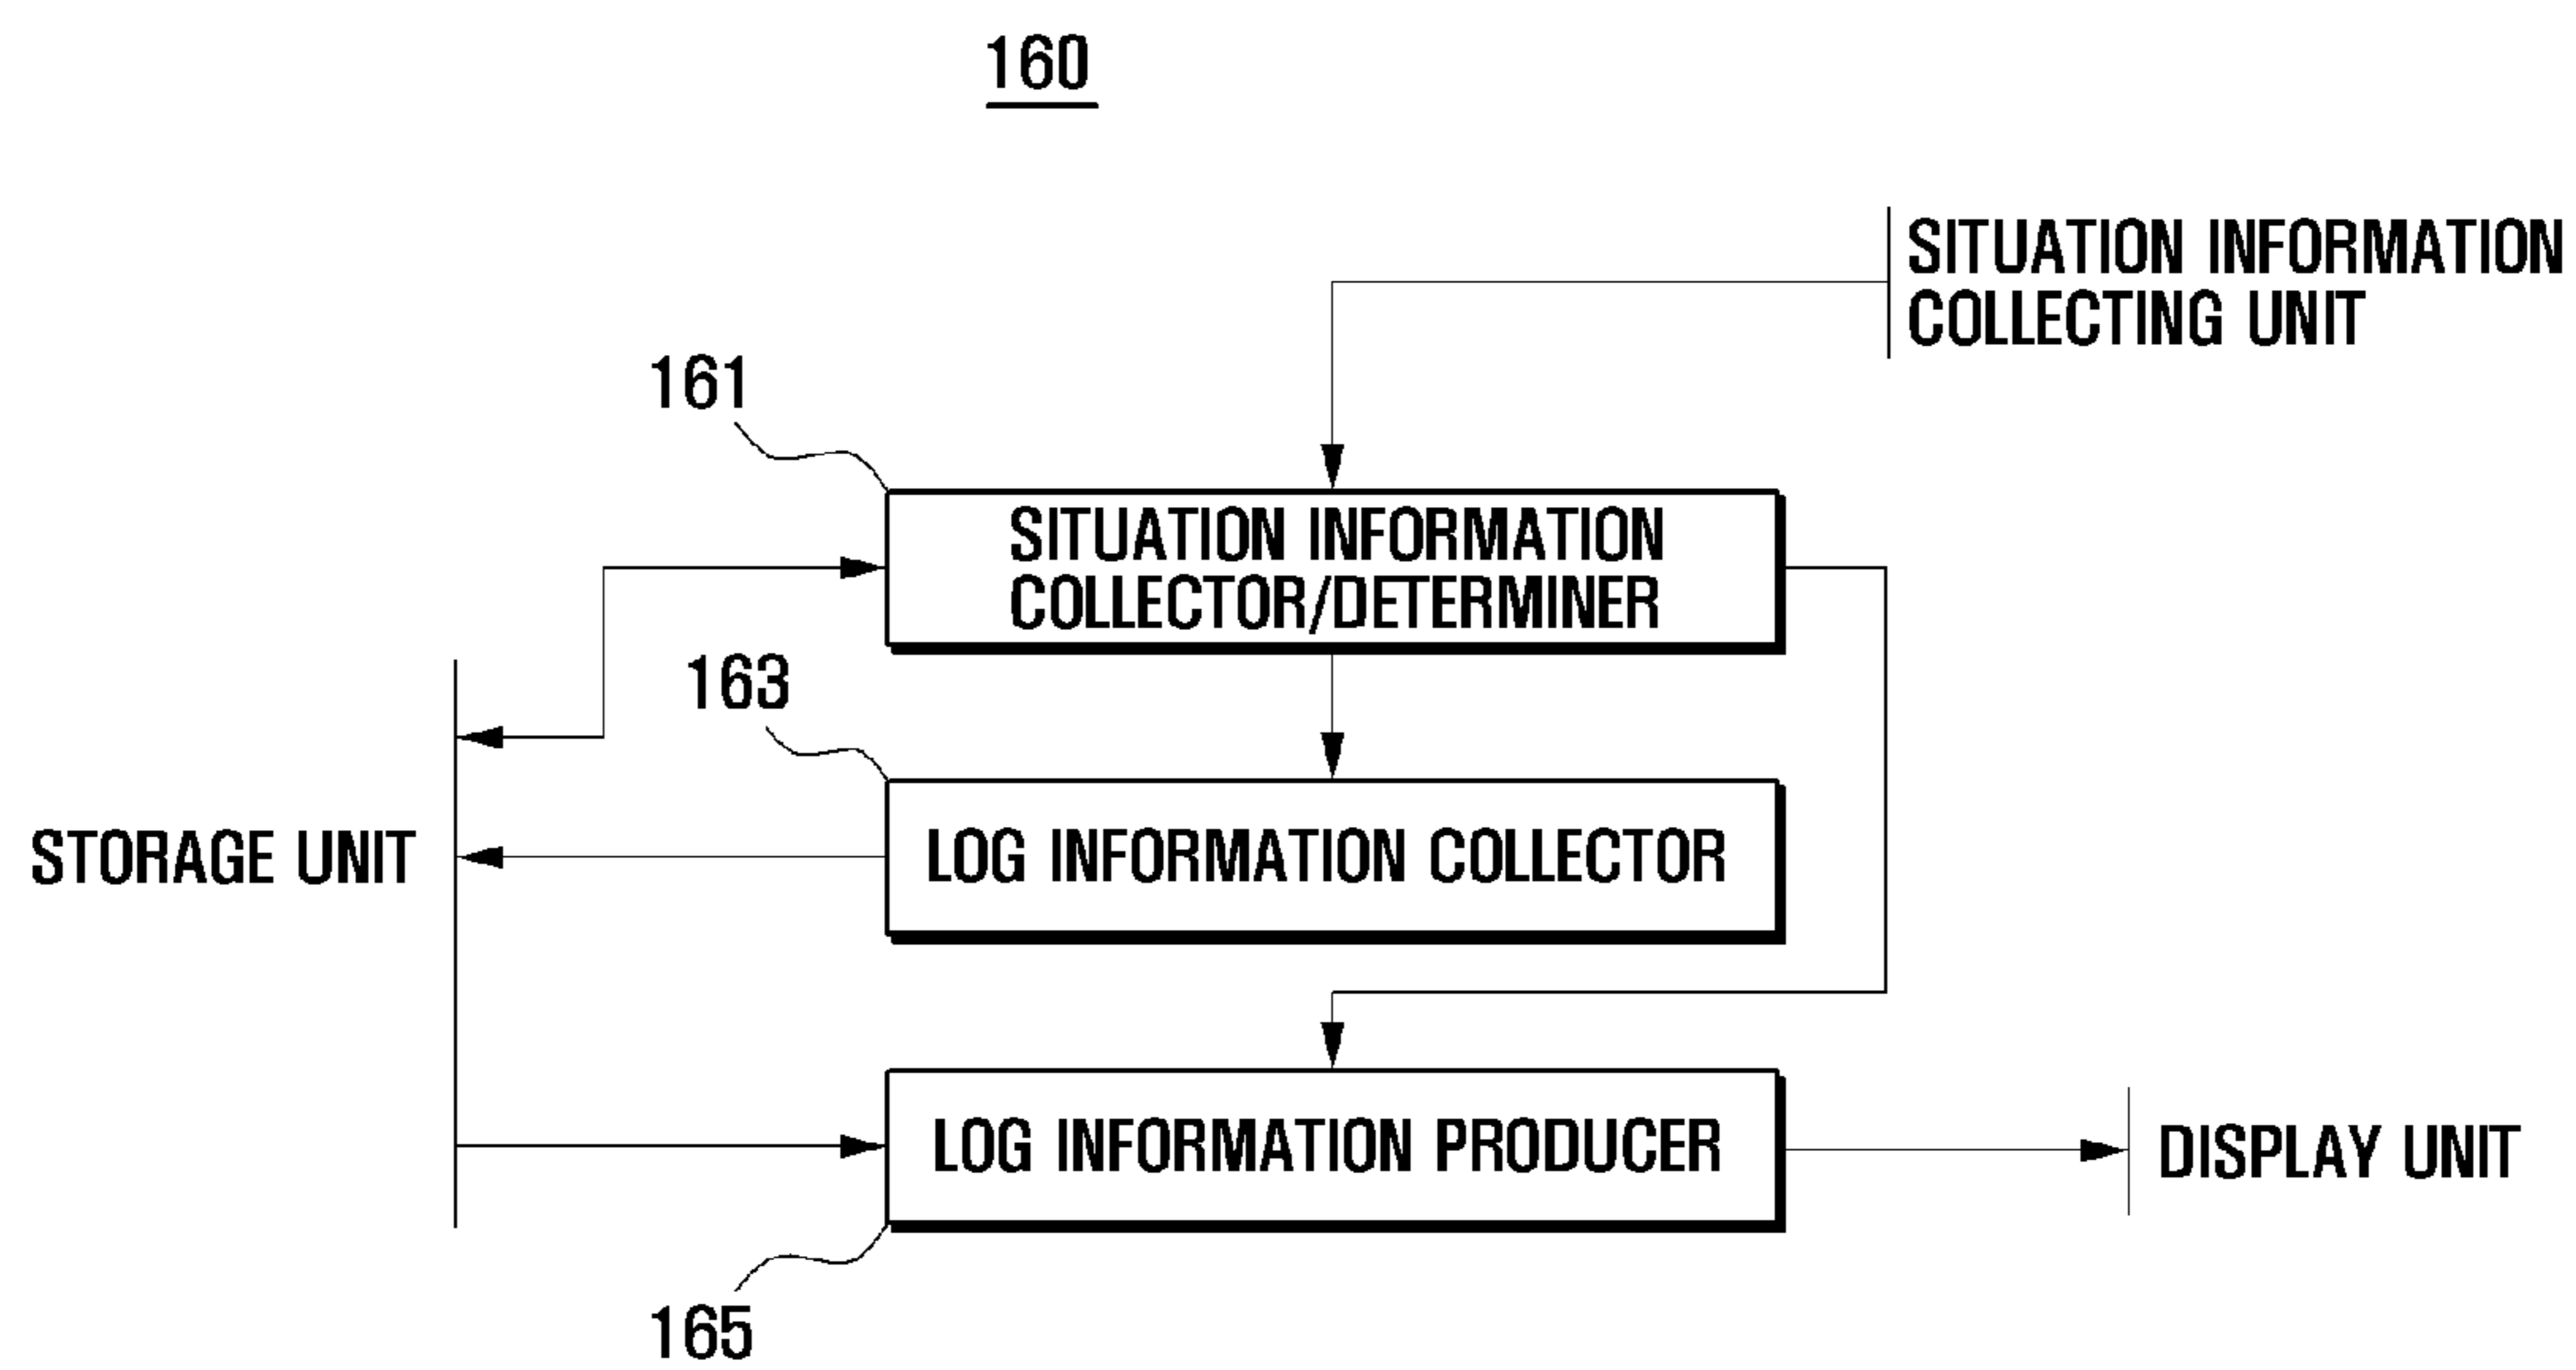 160
SITUATION INFORMATION
COLLECTING UNIT
161
SITUATION INFORMATION
COLLECTOR/DETERMINER
163
STORAGE UNIT
LOG INFORMATION COLLECTOR
LOG INFORMATION PRODUCER
DISPLAY UNIT
165